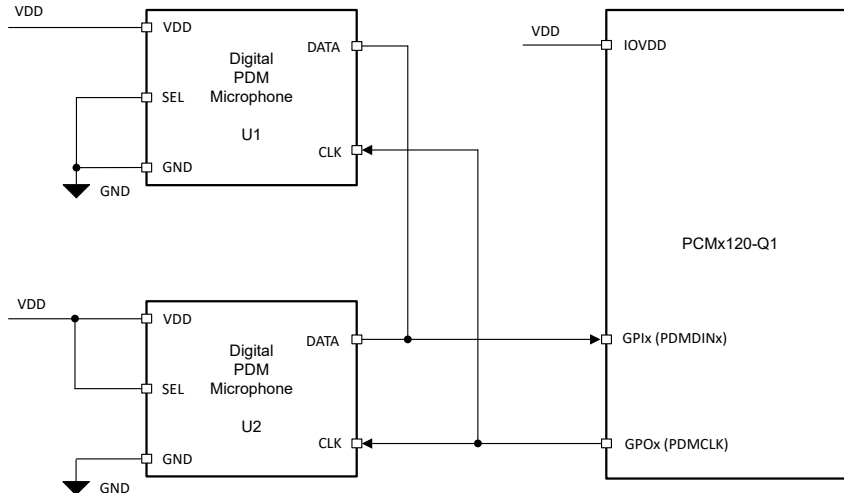 VDD
VDD
SEL
GND
GND
Digital
PDM
Microphone
U1
DATA
CLK
VDD
VDD
SEL
GND
GND
Digital
PDM
Microphone
U2
DATA
CLK
VDD
IOVDD
PCMx120-Q1
GPIx (PDMDINx)
GPOx (PDMCLK)